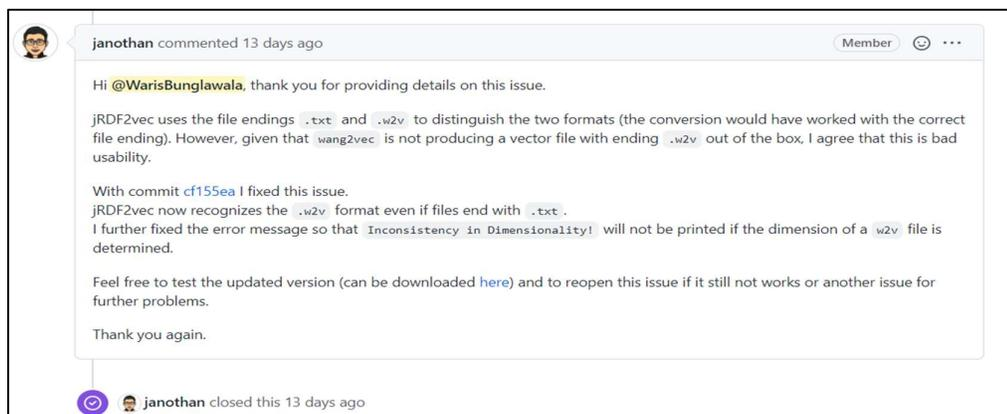 janothan commented 13 days ago
Member
Hi @WarisBunglawala, thank you for providing details on this issue.
jRDF2vec uses the file endings .txt and .w2v to distinguish the two formats (the conversion would have worked with the correct
file ending). However, given that wang2vec is not producing a vector file with ending .w2v out of the box, I agree that this is bad
usability.
With commit cf155ea I fixed this issue.
jRDF2vec now recognizes the .w2v format even if files end with .txt.
I further fixed the error message so that Inconsistency in Dimensionality! will not be printed if the dimension of a w2v file is
determined.
Feel free to test the updated version (can be downloaded here) and to reopen this issue if it still not works or another issue for
further problems.
Thank you again.
janothan closed this 13 days ago